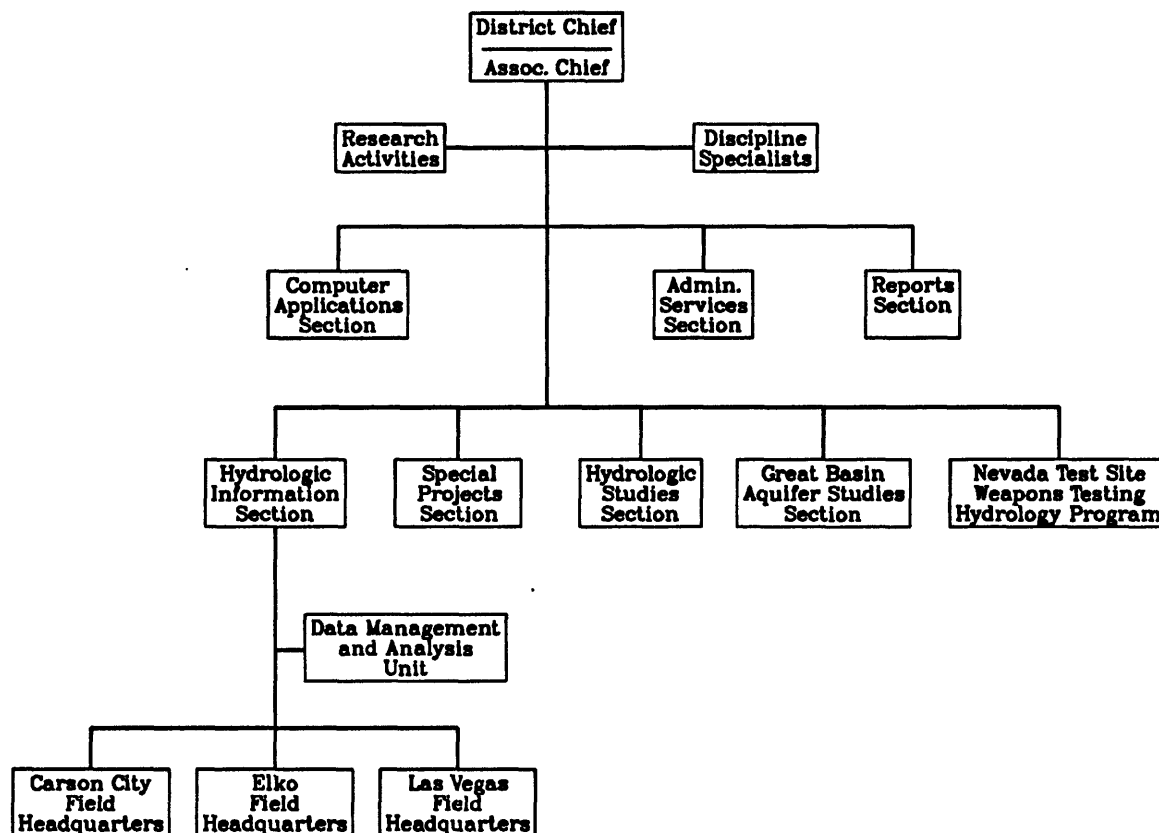 District Chief
Assoc. Chief
Research
Activities
Discipline
Specialists
Computer
Applications
Section
Admin.
Services
Section
Reports
Section
Hydrologic
Information
Section
Special
Projects
Section
Hydrologic
Studies
Section
Great Basin
Aquifer Studies
Section
Nevada Test Site
Weapons Testing
Hydrology Program
Data Management
and Analysis
Unit
Carson City
Field
Headquarters
Elko
Field
Headquarters
Las Vegas
Field
Headquarters